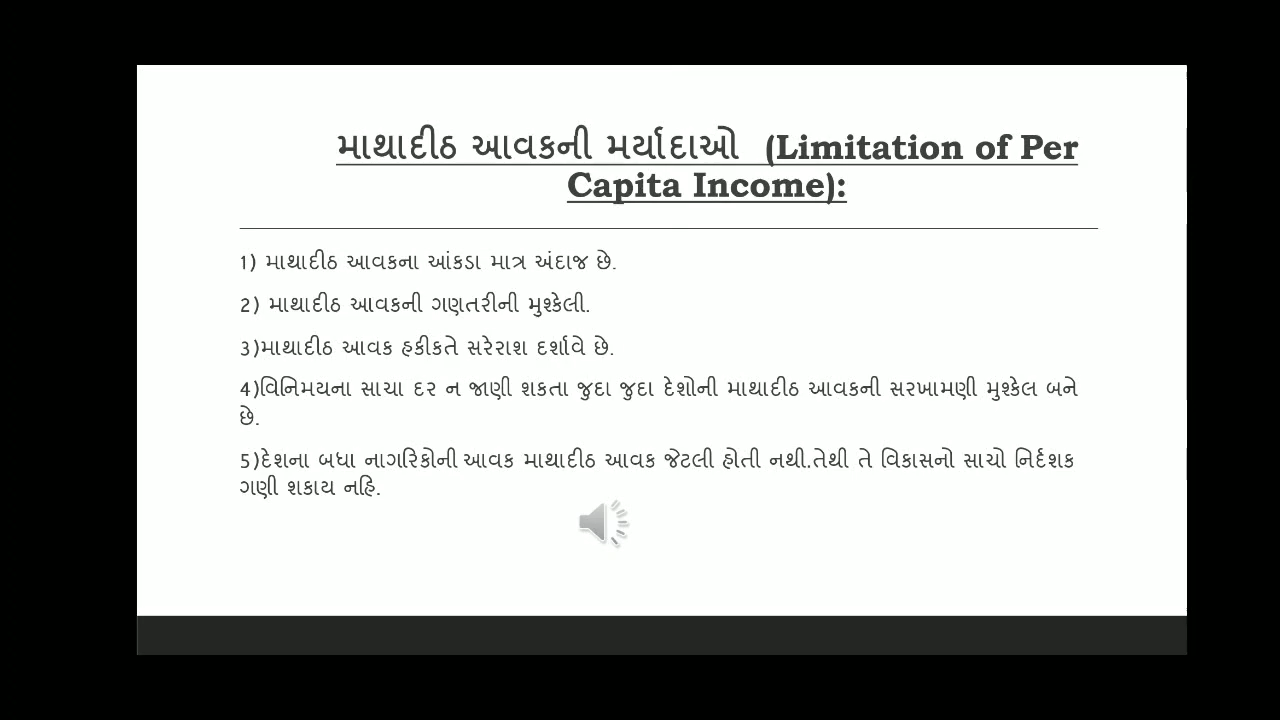 માથાદીઠ આવકની મર્યાદાઓ (Limitation of Per
Capita Income):
1) માથાદીઠ આવકના આંકડા માત્ર અંદાજ છે.
2) માથાદીઠ આવકની ગણતરીની મુશ્કેલી.
3)માથાદીઠ આવક હકીકતે સરેરાશ દર્શાવે છે.
4)વિનિમયના સાચા દર ન જાણી શકતા જુદા જુદા દેશોની માથાદીઠ આવકની સરખામણી મુશ્કેલ બને
છે.
5)દેશના બધા નાગરિકોની આવક માથાદીઠ આવક જેટલી હોતી નથી.તેથી તે વિકાસનો સાચો નિર્દશક
ગણી શકાય નહિ.